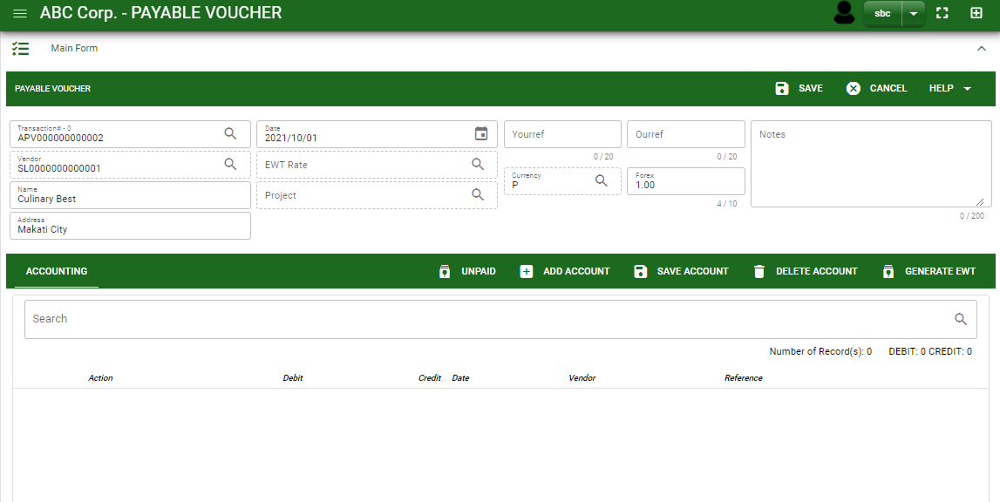 ABC Corp. - PAYABLE VOUCHER
sbc
Main Form
PAYABLE VOUCHER
SAVE
CANCEL
HELP
Transaction# - 0
APV000000000002
Date
2021/10/01
Yourref
0 / 20
Ourref
0 / 20
Notes
0 / 200
Vendor
SL0000000000001
EWT Rate
Currency
P
Forex
1.00
4 / 10
Name
Culinary Best
Project
Address
Makati City
ACCOUNTING
UNPAID
ADD ACCOUNT
SAVE ACCOUNT
DELETE ACCOUNT
GENERATE EWT
Search
Number of Record(s): 0 DEBIT: 0 CREDIT: 0
Action Debit Credit Date Vendor Reference